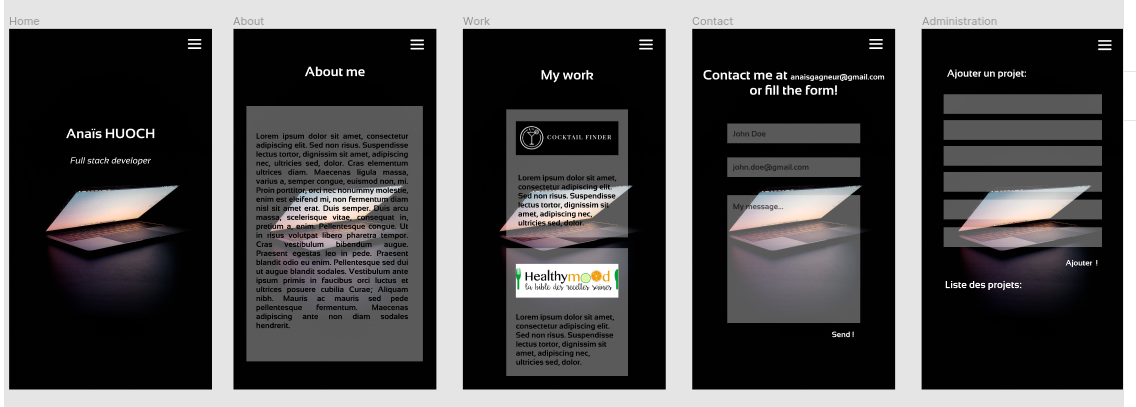 Home
About
Work
Contact
Administration
Anaïs HUOCH
Full stack developer
About me
Lorem ipsum dolor sit amet, consectetur
adipiscing elit. Sed non risus. Suspendisse
lectus tortor, dignissim sit amet, adipiscing
nec, ultricies sed, dolor. Cras elementum
ultrices diam. Maecenas ligula massa,
varius a, semper congue, euismod non, mi.
Proin porttitor, orci nec nonummy molestie,
enim est eleifend mi, non fermentum diam
nisl sit amet erat. Duis semper. Duis arcu
massa, scelerisque vitae, consequat in,
pretium a, enim. Pellentesque congue. Ut
in risus volutpat libero pharetra tempor.
Cras vestibulum bibendum augue.
Praesent egestas leo in pede. Praesent
blandit odio eu enim. Pellentesque sed dui
ut augue blandit sodales. Vestibulum ante
ipsum primis in faucibus orci luctus et
ultrices posuere cubilia Curae; Aliquam
nibh. Mauris ac mauris sed pede
pellentesque fermentum. Maecenas
adipiscing ante non diam sodales
hendrerit.
My work
COCKTAIL FINDER
Lorem ipsum dolor sit amet,
consectetur adipiscing elit.
Sed non risus. Suspendisse
lectus tortor, dignissim sit
amet, adipiscing nec,
ultricies sed, dolor.
Healthymood
la bible des recettes saines
Lorem ipsum dolor sit amet,
consectetur adipiscing elit.
Sed non risus. Suspendisse
lectus tortor, dignissim sit
amet, adipiscing nec,
ultricies sed, dolor.
Contact me at anaisgagneur@gmail.com
or fill the form!
John Doe
john.doe@gmail.com
My message...
Send !
Ajouter un projet:
Ajouter !
Liste des projets: